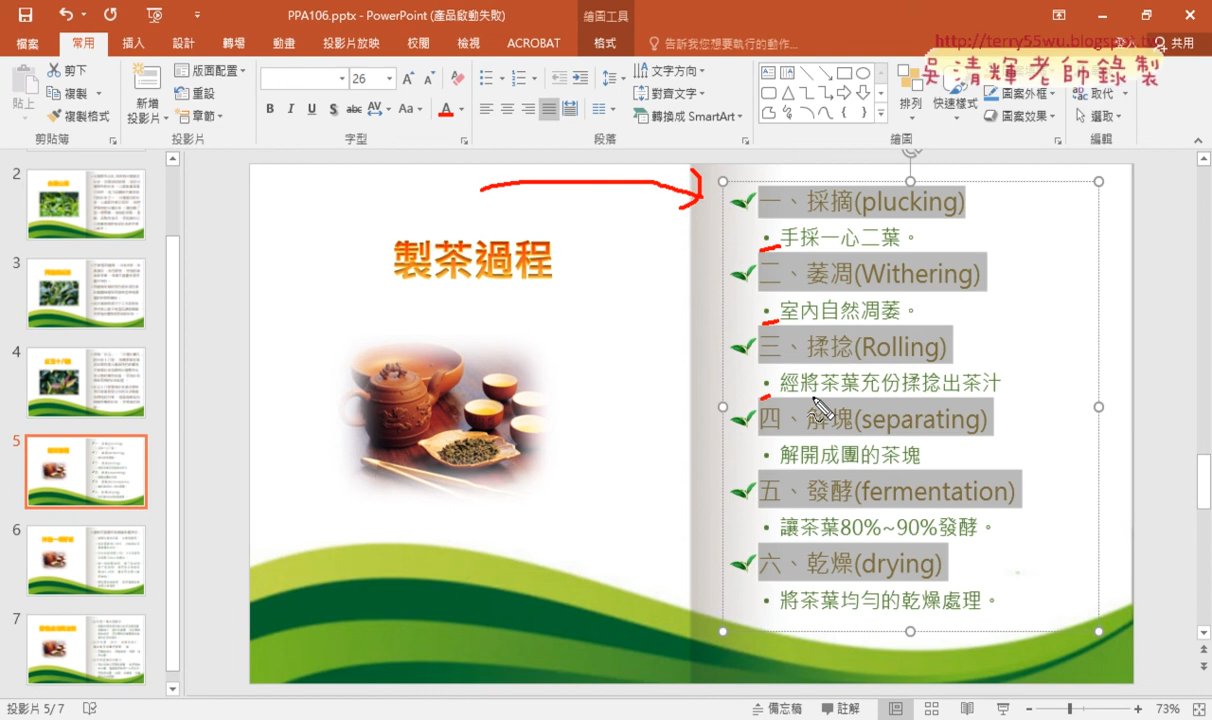 PPA106.pptx - PowerPoint (產品啟動失敗)
繪圖工具
http://terry55wu.blogspot.tw
吳清輝老師錄製
檔案
常用
插入
設計
轉場
動畫
投影片放映
校閱
檢視
ACROBAT
格式
告訴我您想要執行的動作...
登入
共用
貼上
剪下
複製
複製格式
剪貼簿
新增
投影片
版面配置
重設
章節
投影片
26
B I U S abc AV Aa A
字型
文字方向
對齊文字
轉換成 SmartArt
段落
排列
快速樣式
圖案外框
圖案效果
繪圖
取代
選取
編輯
2
3
4
5
6
7
製茶過程
一、採摘(plucking)
• 手採一心二葉。
二、萎凋(Withering)
• 室內自然凋萎。
三、揉捻(Rolling)
• 經將茶葉充份揉捻出茶汁
四、解塊(separating)
• 解開成團的茶塊
五、發酵(fermentation)
• 讓茶葉80%~90%發酵。
六、乾燥(drying)
• 將茶葉均勻的乾燥處理。
投影片 5/7
備忘稿
註解
73%